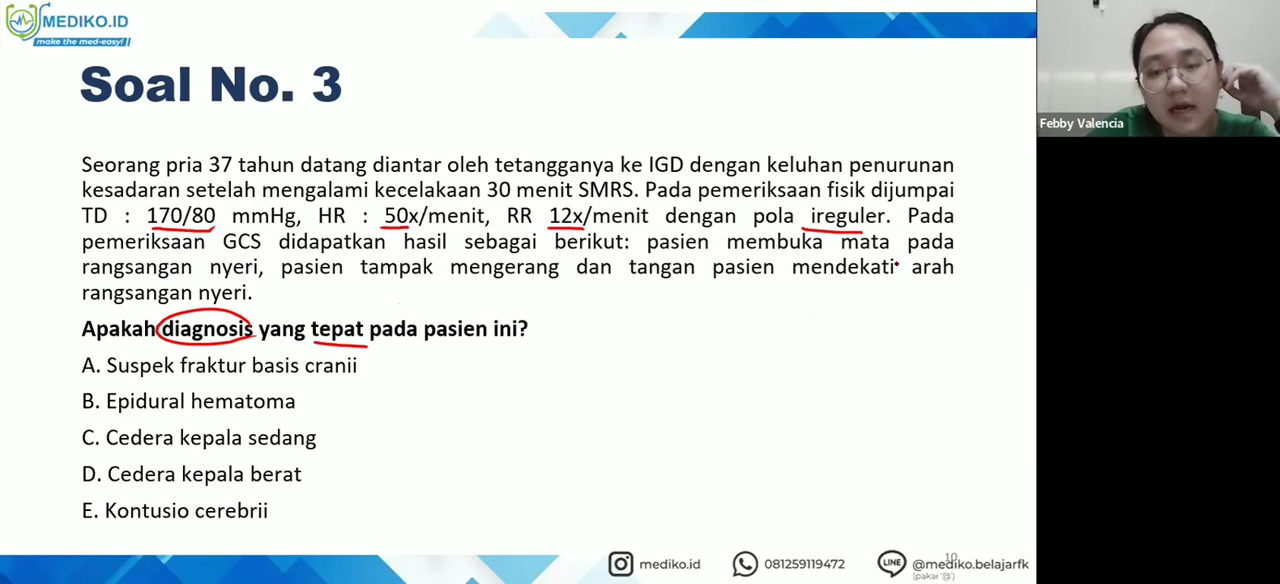 MEDIKO.ID
make the med-easy!
Soal No. 3
Febby Valencia
Seorang pria 37 tahun datang diantar oleh tetangganya ke IGD dengan keluhan penurunan
kesadaran setelah mengalami kecelakaan 30 menit SMRS. Pada pemeriksaan fisik dijumpai
TD : 170/80 mmHg, HR : 50x/menit, RR 12x/menit dengan pola ireguler. Pada
pemeriksaan GCS didapatkan hasil sebagai berikut: pasien membuka mata pada
rangsangan nyeri, pasien tampak mengerang dan tangan pasien mendekati arah
rangsangan nyeri.
Apakah diagnosis yang tepat pada pasien ini?
A. Suspek fraktur basis cranii
B. Epidural hematoma
C. Cedera kepala sedang
D. Cedera kepala berat
E. Kontusio cerebrii
mediko.id
081259119472
LINE
@mediko.belajarfk
10
(pakai '@')